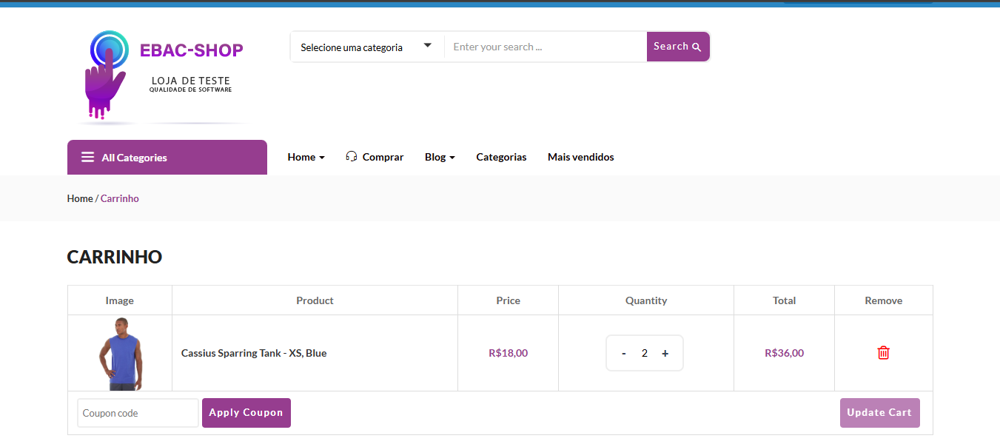 EBAC-SHOP
LOJA DE TESTE
QUALIDADE DE SOFTWARE
Selecione uma categoria
Enter your search ...
Search
All Categories
Home
Comprar
Blog
Categorias
Mais vendidos
Home / Carrinho
CARRINHO
Image Product Price Quantity Total Remove
Cassius Sparring Tank - XS, Blue R$18,00 - 2 + R$36,00
Coupon code
Apply Coupon
Update Cart